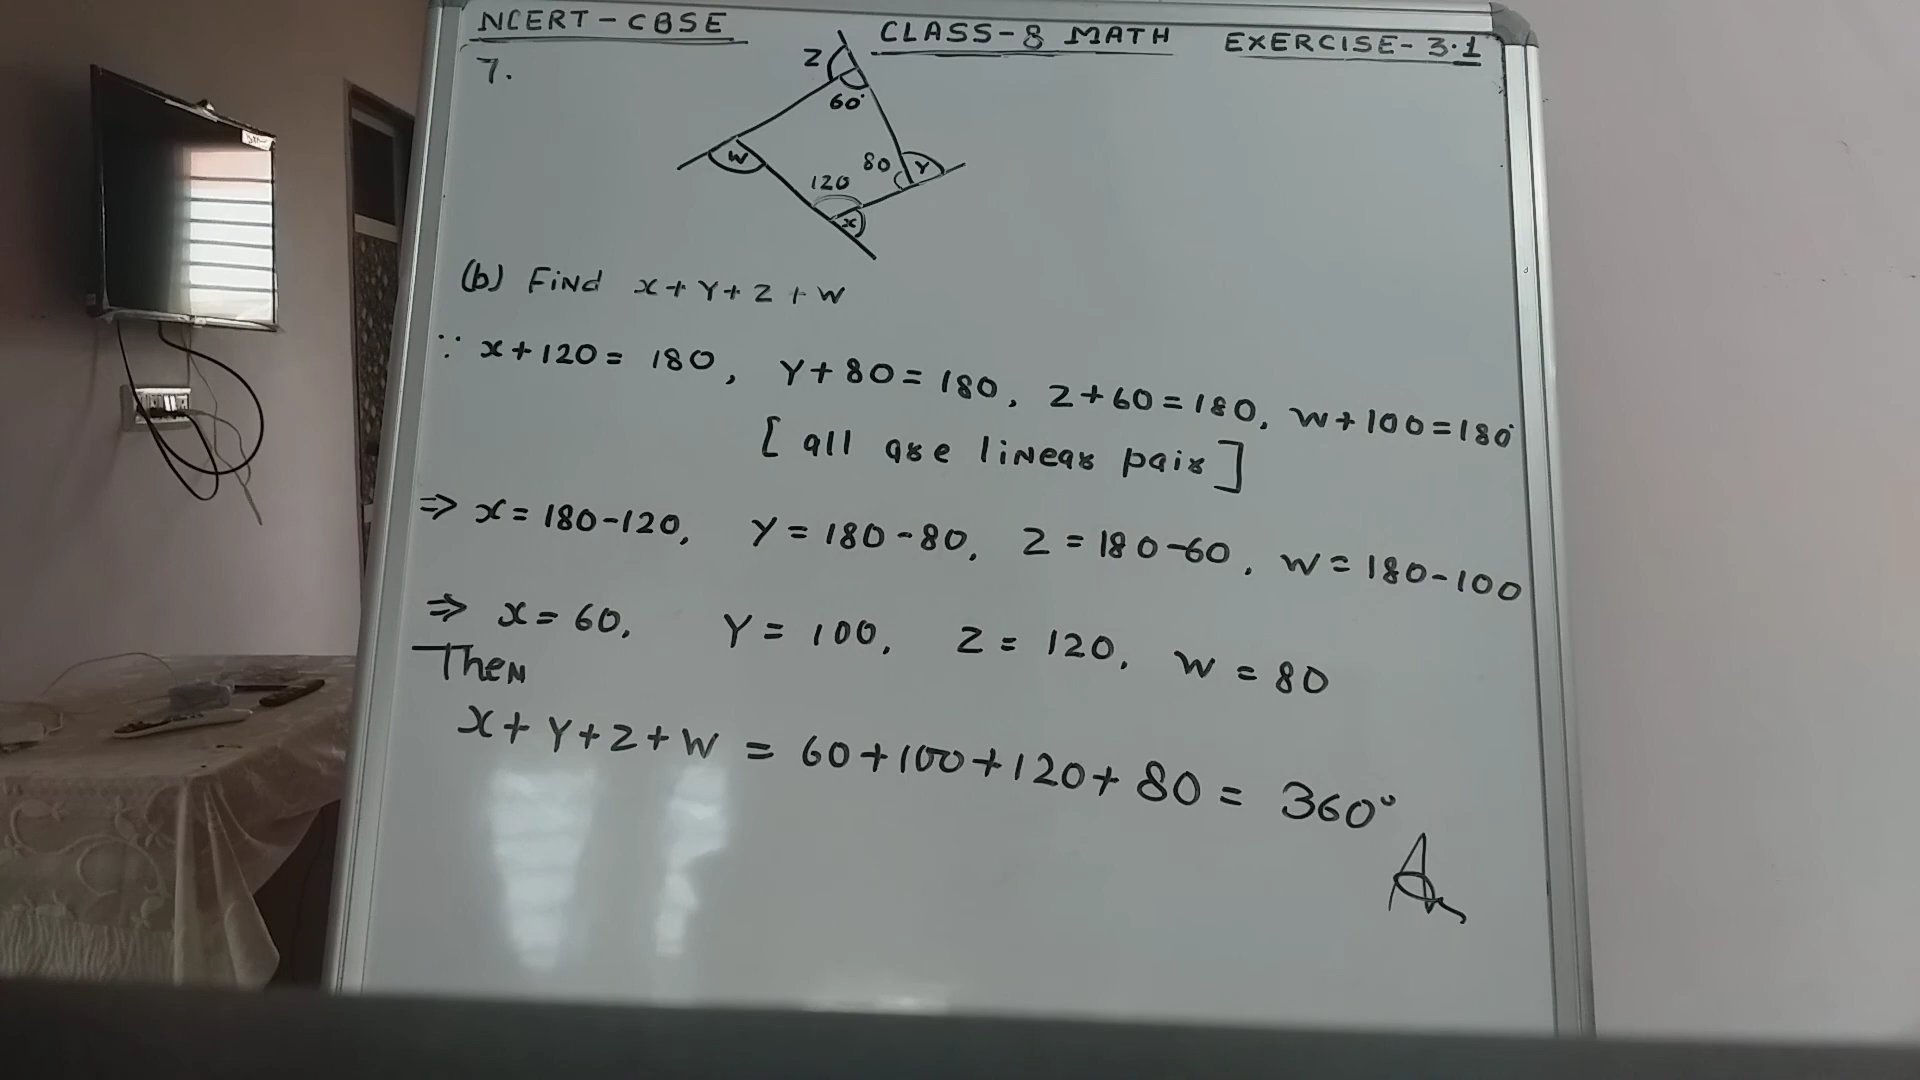 NCERT-CBSE CLASS-8 MATH EXERCISE-3.1
7.
Z
60°
W
80
Y
120
x
(b) Find x+Y+Z+W
∵ x+120=180, Y+80=180, Z+60=180, W+100=180
[all are linear pair]
⇒ x=180-120, Y=180-80, Z=180-60, W=180-100
⇒ x=60, Y=100, Z=120, W=80
Then
x+Y+Z+W = 60+100+120+80 = 360°